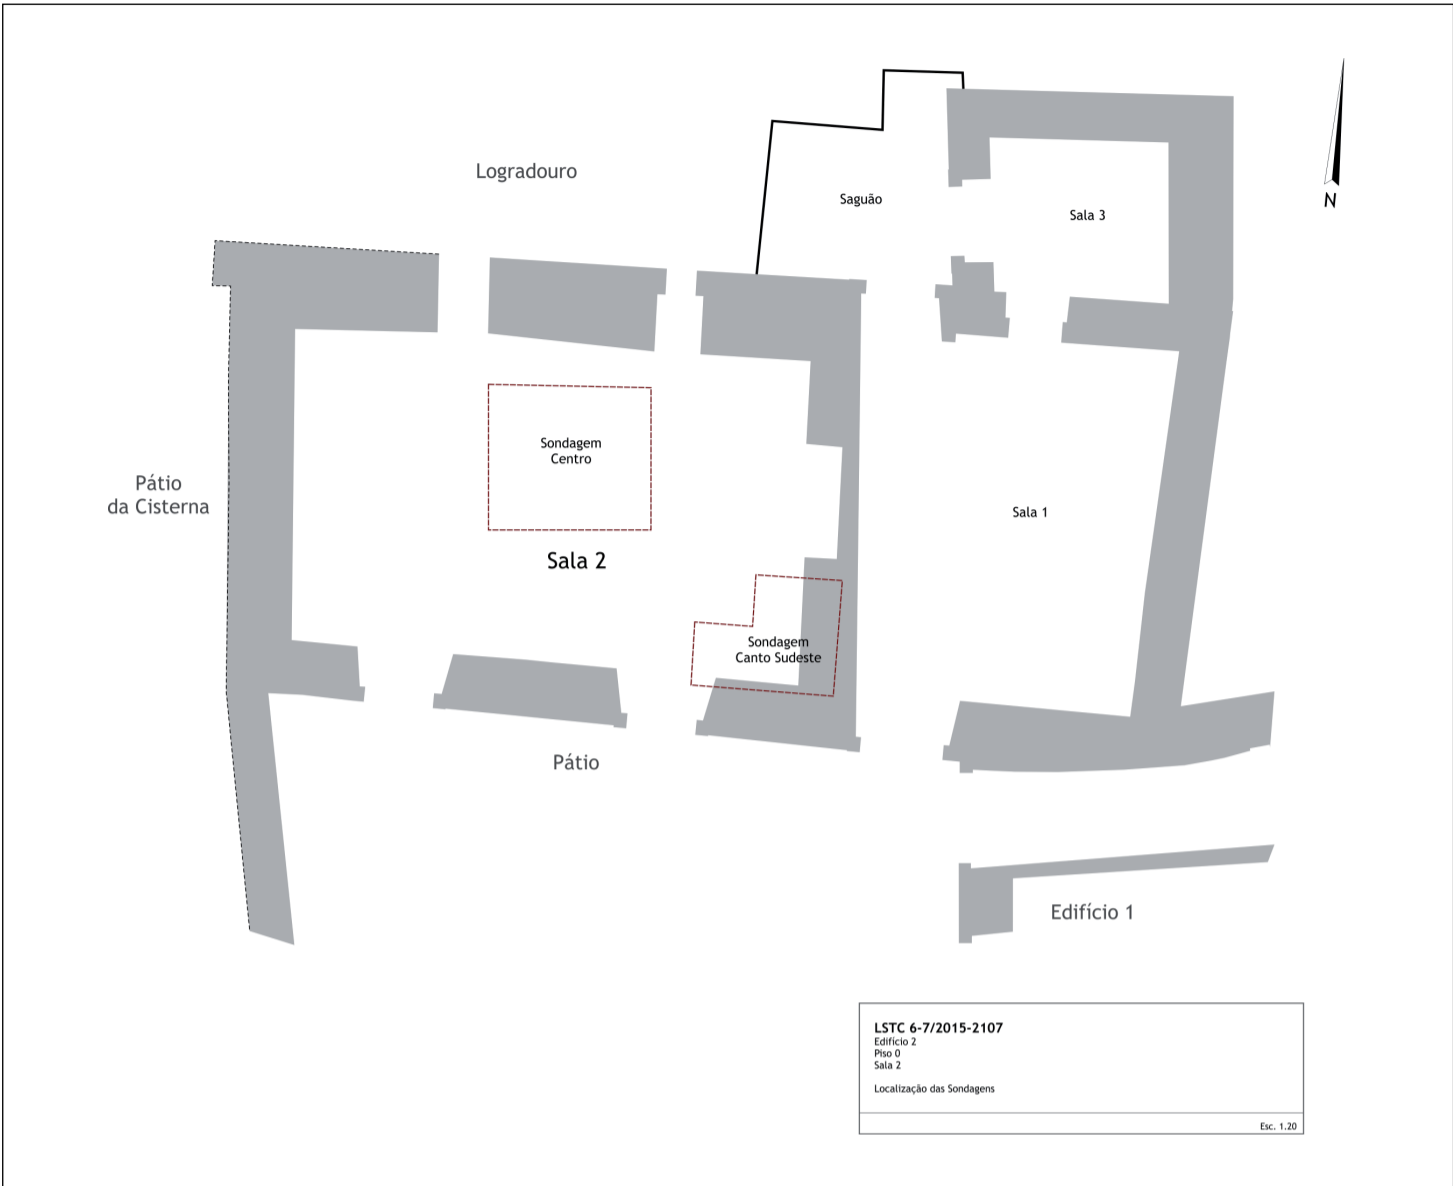 Logradouro
Saguão
N
Sala 3
Sondagem
Centro
Pátio
da Cisterna
Sala 1
Sala 2
Sondagem
Canto Sudeste
Pátio
Edifício 1
LSTC 6-7/2015-2107
Edifício 2
Piso 0
Sala 2
Localização das Sondagens
Esc. 1.20